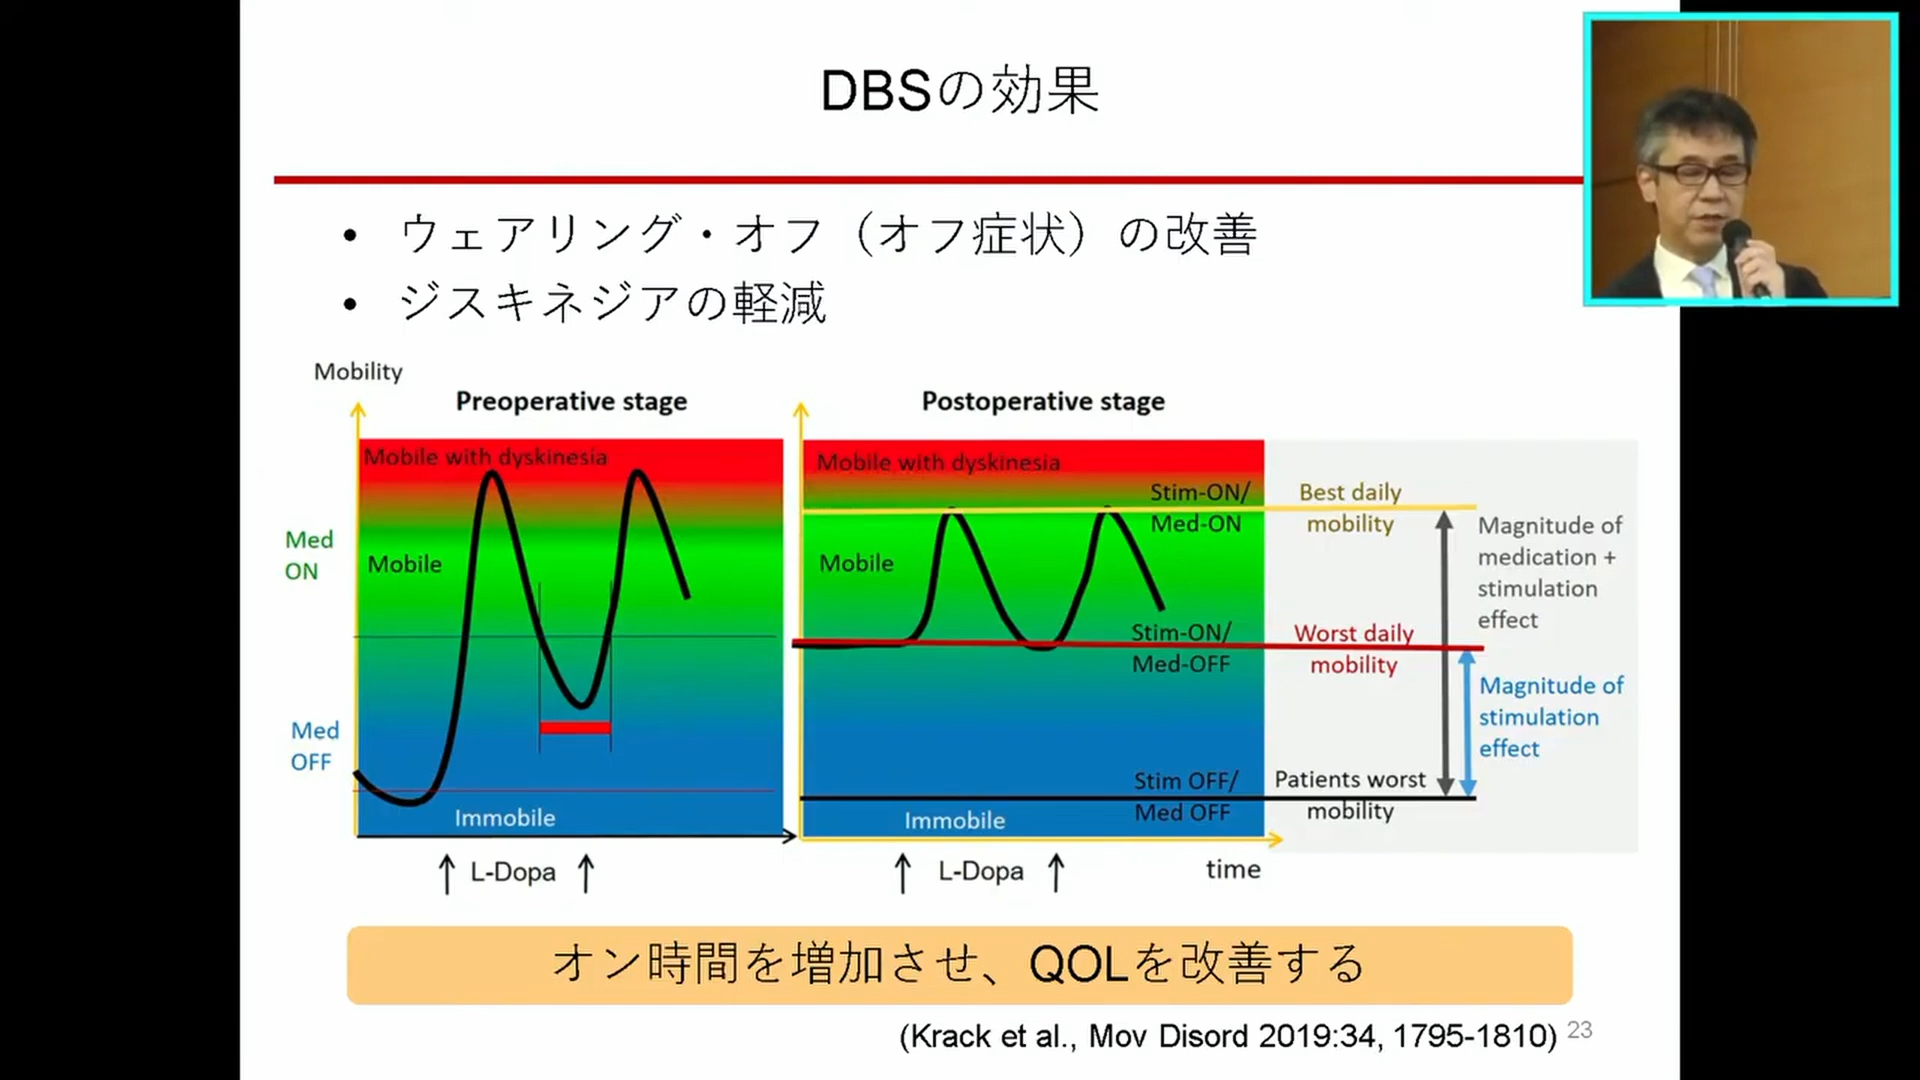 DBSの効果
• ウェアリング・オフ（オフ症状）の改善
• ジスキネジアの軽減
Mobility
Preoperative stage
Mobile with dyskinesia
Med
ON
Mobile
Med
OFF
Immobile
L-Dopa
Postoperative stage
Mobile with dyskinesia
Stim-ON/
Med-ON
Mobile
Stim-ON/
Med-OFF
Stim OFF/
Med OFF
Immobile
L-Dopa
time
Best daily
mobility
Worst daily
mobility
Patients worst
mobility
Magnitude of
medication +
stimulation
effect
Magnitude of
stimulation
effect
オン時間を増加させ、QOLを改善する
(Krack et al., Mov Disord 2019:34, 1795-1810) 23